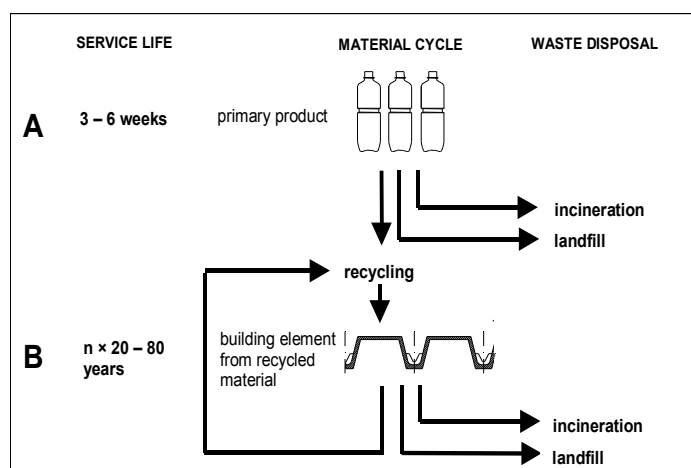 SERVICE LIFE MATERIAL CYCLE WASTE DISPOSAL
A 3 – 6 weeks primary product
incineration
landfill
recycling
B n × 20 – 80
years
building element
from recycled
material
incineration
landfill